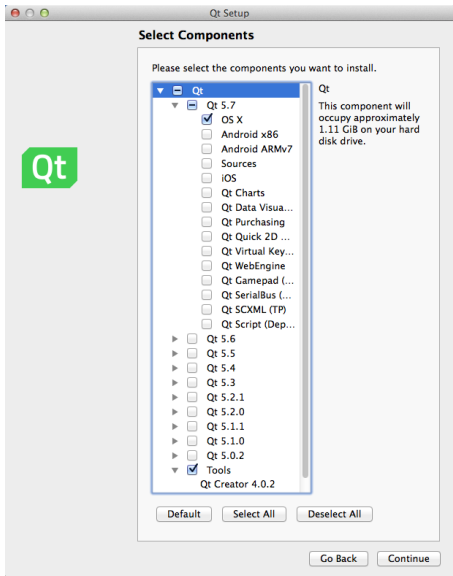 Qt Setup
Select Components
Please select the components you want to install.
Qt
Qt
Qt 5.7
This component will
occupy approximately
1.11 GiB on your hard
disk drive.
OS X
Android x86
Android ARMv7
Sources
iOS
Qt
Qt Charts
Qt Data Visua...
Qt Purchasing
Qt Quick 2D ...
Qt Virtual Key...
Qt WebEngine
Qt Gamepad (...
Qt SerialBus (...
Qt SCXML (TP)
Qt Script (Dep...
Qt 5.6
Qt 5.5
Qt 5.4
Qt 5.3
Qt 5.2.1
Qt 5.2.0
Qt 5.1.1
Qt 5.1.0
Qt 5.0.2
Tools
Qt Creator 4.0.2
Default Select All Deselect All
Go Back Continue